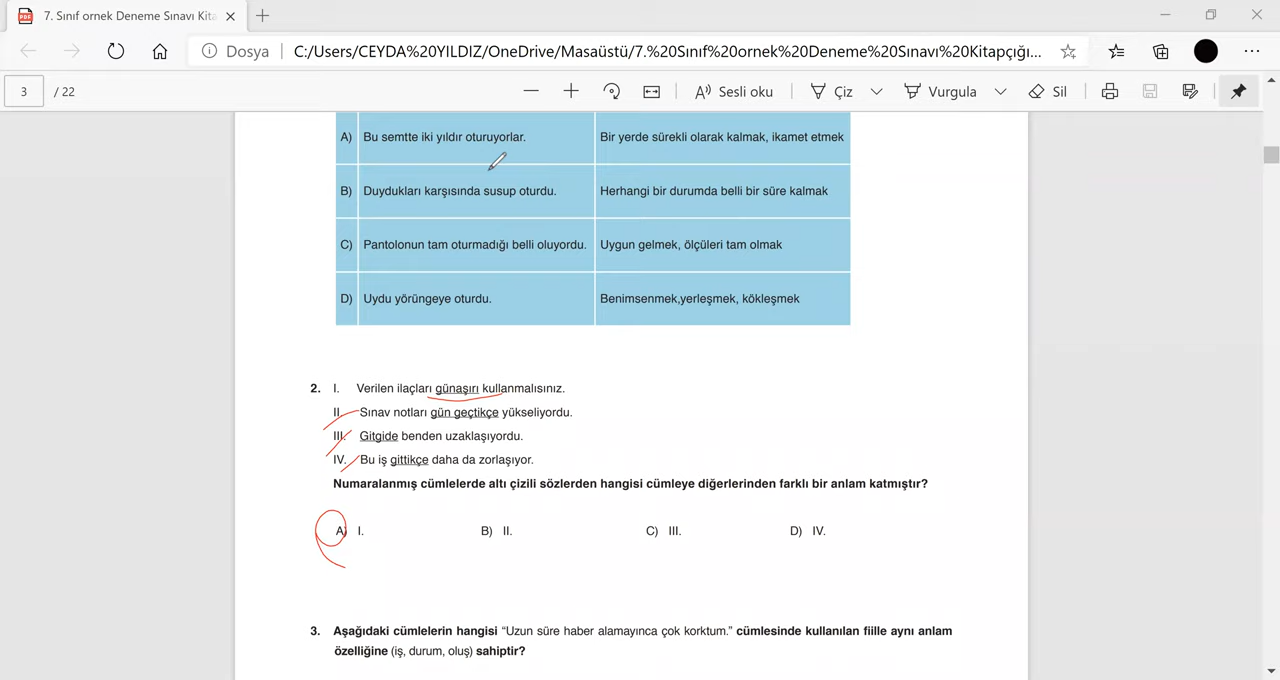 7. Sınıf ornek Deneme Sınavı Kita
Dosya C:/Users/CEYDA%20YILDIZ/OneDrive/Masaüstü/7.%20Sınıf%20ornek%20Deneme%20Sınavı%20Kitapçığı...
3 / 22 Sesli oku Çiz Vurgula Sil
A) Bu semtte iki yıldır oturuyorlar. Bir yerde sürekli olarak kalmak, ikamet etmek
B) Duydukları karşısında susup oturdu. Herhangi bir durumda belli bir süre kalmak
C) Pantolonun tam oturmadığı belli oluyordu. Uygun gelmek, ölçüleri tam olmak
D) Uydu yörüngeye oturdu. Benimsenmek,yerleşmek, kökleşmek
2. I. Verilen ilaçları günaşırı kullanmalısınız.
II. Sınav notları gün geçtikçe yükseliyordu.
III. Gitgide benden uzaklaşıyordu.
IV. Bu iş gittikçe daha da zorlaşıyor.
Numaralanmış cümlelerde altı çizili sözlerden hangisi cümleye diğerlerinden farklı bir anlam katmıştır?
A) I. B) II. C) III. D) IV.
3. Aşağıdaki cümlelerin hangisi “Uzun süre haber alamayınca çok korktum.” cümlesinde kullanılan fiille aynı anlam
özelliğine (iş, durum, oluş) sahiptir?